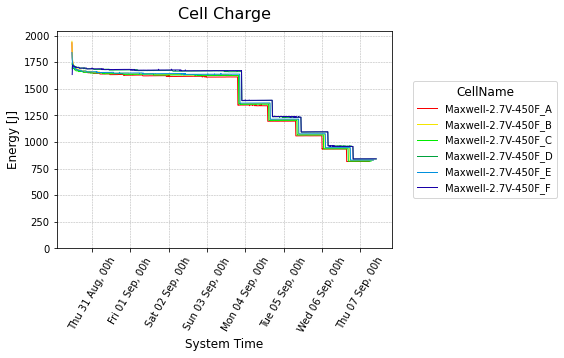 Cell Charge
Energy [J]
2000
1750
1500
1250
1000
750
500
250
0
Thu 31 Aug, 00h
Fri 01 Sep, 00h
Sat 02 Sep, 00h
Sun 03 Sep, 00h
Mon 04 Sep, 00h
Tue 05 Sep, 00h
Wed 06 Sep, 00h
Thu 07 Sep, 00h
System Time
CellName
Maxwell-2.7V-450F_A
Maxwell-2.7V-450F_B
Maxwell-2.7V-450F_C
Maxwell-2.7V-450F_D
Maxwell-2.7V-450F_E
Maxwell-2.7V-450F_F